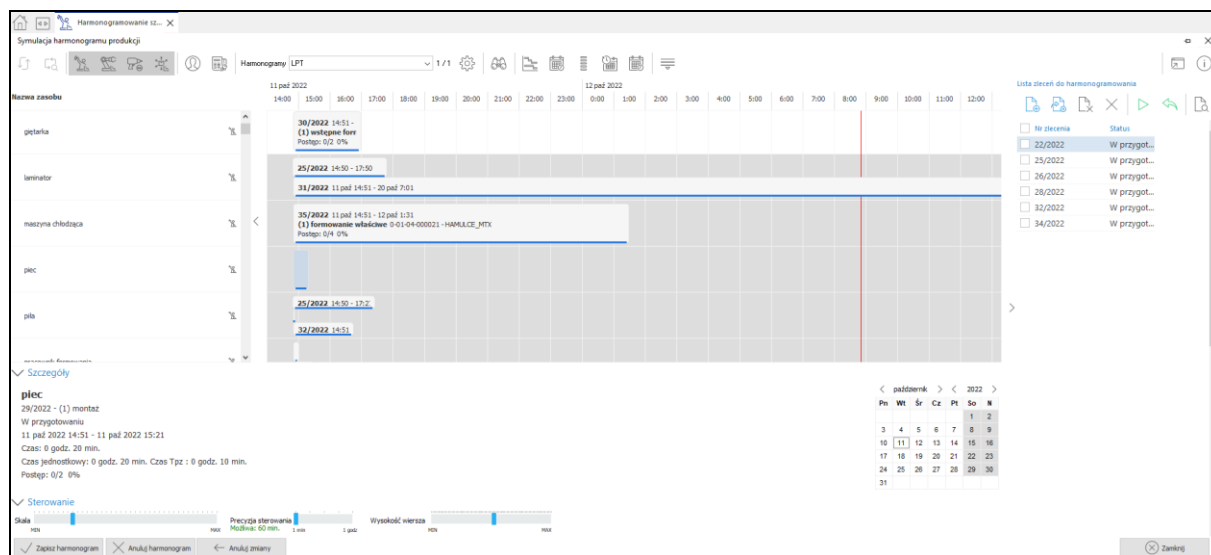 Harmonogramowanie sz... X
Symulacja harmonogramu produkcji
Harmonogramy LPT 1 / 1
Nazwa zasobu
11 paź 2022 12 paź 2022
14:00 15:00 16:00 17:00 18:00 19:00 20:00 21:00 22:00 23:00 0:00 1:00 2:00 3:00 4:00 5:00 6:00 7:00 8:00 9:00 10:00 11:00 12:00
giętarka
30/2022 14:51 -
(1) wstępne forr
Postęp: 0/2 0%
laminator
25/2022 14:50 - 17:50
31/2022 11 paź 14:51 - 20 paź 7:01
maszyna chłodząca
35/2022 11 paź 14:51 - 12 paź 1:31
(1) formowanie właściwe 0-01-04-000021 - HAMULCE_MTX
Postęp: 0/4 0%
piec
piła
25/2022 14:50 - 17:2
32/2022 14:51
Lista zleceń do harmonogramowania
Nr zlecenia Status
22/2022 W przygot...
25/2022 W przygot...
26/2022 W przygot...
28/2022 W przygot...
32/2022 W przygot...
34/2022 W przygot...
Szczegóły
piec
29/2022 - (1) montaż
W przygotowaniu
11 paź 2022 14:51 - 11 paź 2022 15:21
Czas: 0 godz. 20 min.
Czas jednostkowy: 0 godz. 20 min. Czas Tpz : 0 godz. 10 min.
Postęp: 0/2 0%
październik 2022
Pn Wt Śr Cz Pt So N
1 2
3 4 5 6 7 8 9
10 11 12 13 14 15 16
17 18 19 20 21 22 23
24 25 26 27 28 29 30
31
Sterowanie
Skala
MIN MAX
Precyzja sterowania
Możliwa: 60 min.
1 min 1 godz
Wysokość wiersza
MIN MAX
Zapisz harmonogram Anuluj harmonogram Anuluj zmiany Zamknij